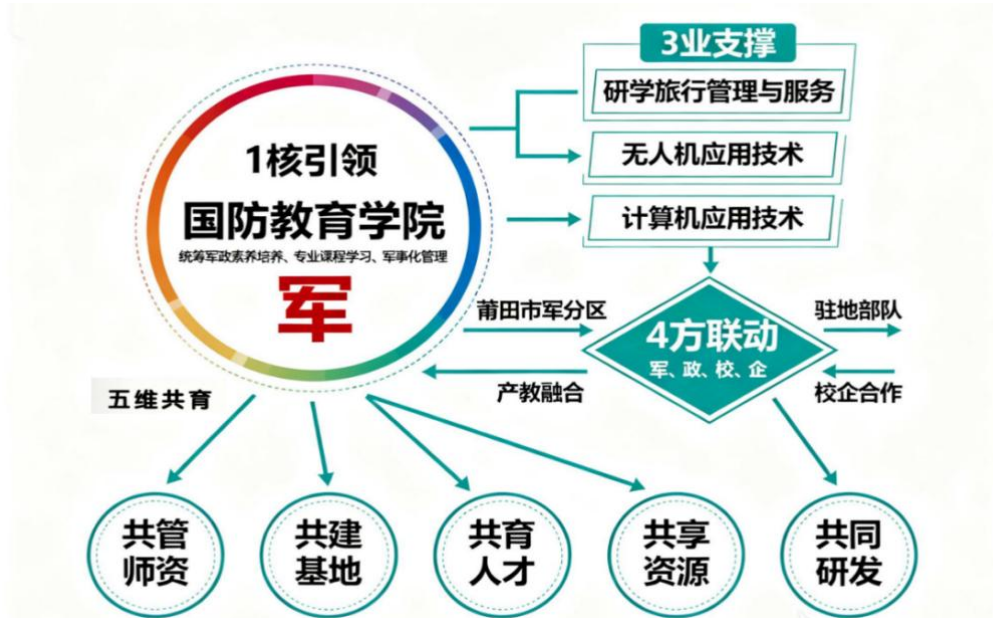 3业支撑
研学旅行管理与服务
无人机应用技术
计算机应用技术
1核引领
国防教育学院
统筹军政素养培养、专业课程学习、军事化管理
军
莆田市军分区
产教融合
4方联动
军、政、校、企
驻地部队
校企合作
五维共育
共管
师资
共建
基地
共育
人才
共享
资源
共同
研发